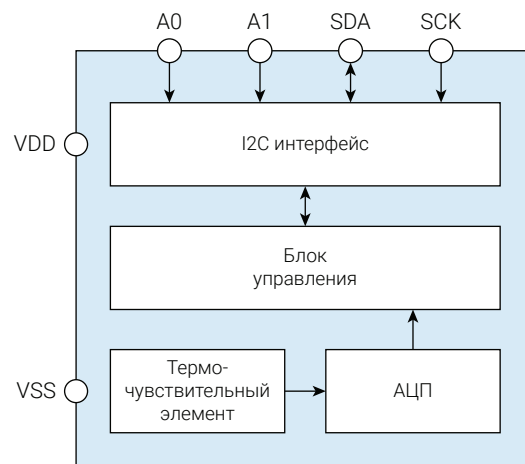 A0 A1 SDA SCK
VDD
I2C интерфейс
Блок
управления
VSS
Термо-
чувствительный
элемент
АЦП